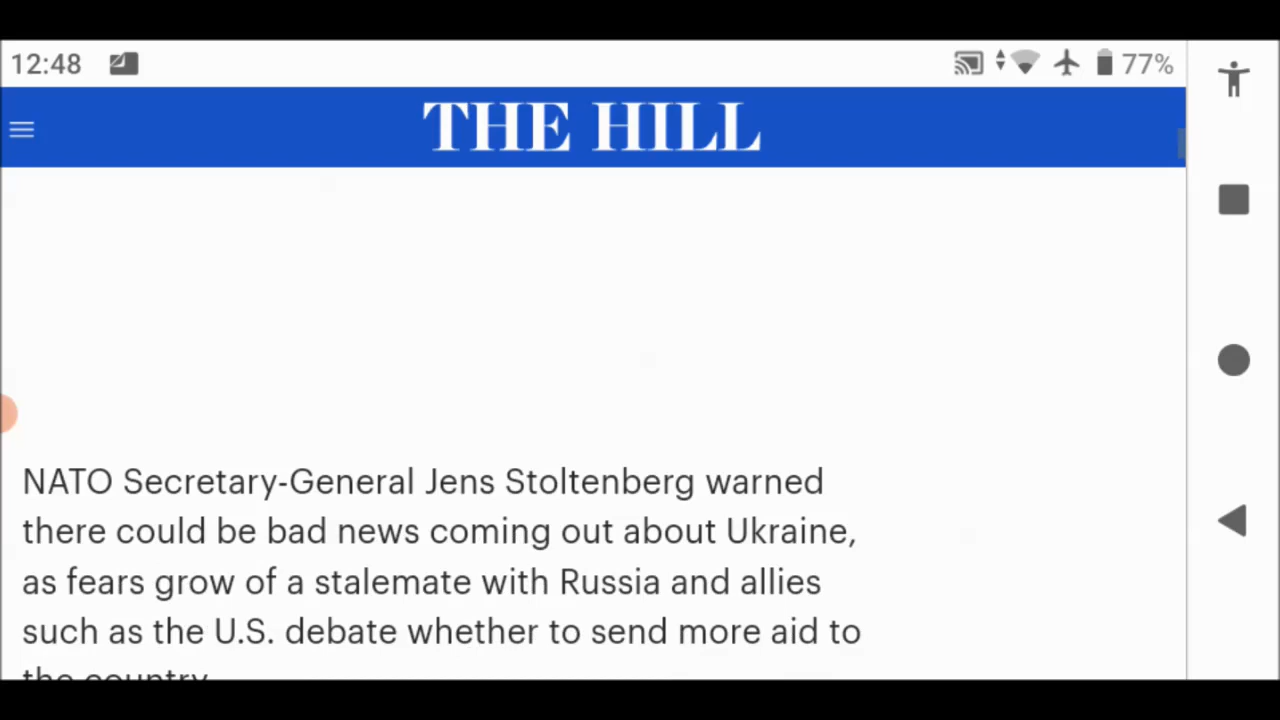 12:48
77%
THE HILL
NATO Secretary-General Jens Stoltenberg warned
there could be bad news coming out about Ukraine,
as fears grow of a stalemate with Russia and allies
such as the U.S. debate whether to send more aid to
the country.